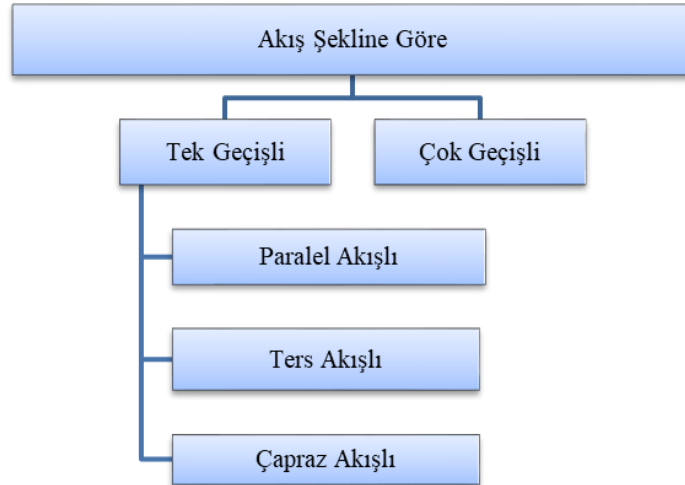 Akış Şekline Göre
Tek Geçişli
Çok Geçişli
Paralel Akışlı
Ters Akışlı
Çapraz Akışlı